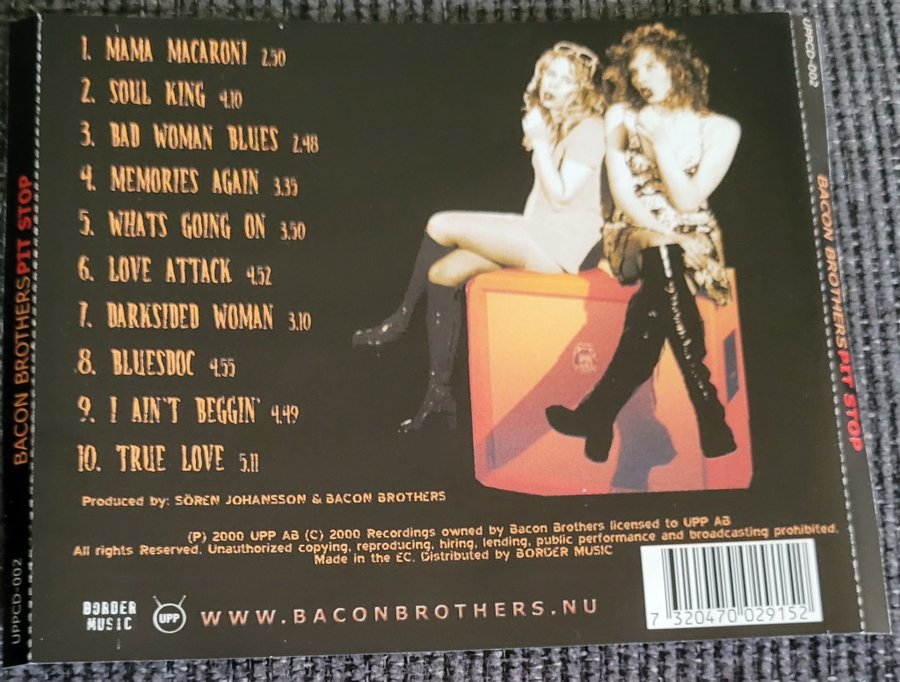 1. MAMA MACARONI 2.50
2. SOUL KING 4.10
3. BAD WOMAN BLUES 2.48
4. MEMORIES AGAIN 3.35
5. WHATS GOING ON 3.50
6. LOVE ATTACK 4.52
7. DARKSIDED WOMAN 3.10
8. BLUESDOC 4.55
9. I AIN'T BEGGIN' 4.49
10. TRUE LOVE 5.11
Produced by: SÖREN JOHANSSON & BACON BROTHERS
(P) 2000 UPP AB (C) 2000 Recordings owned by Bacon Brothers licensed to UPP AB
All rights Reserved. Unauthorized copying, reproducing, hiring, lending, public performance and broadcasting prohibited.
Made in the EC. Distributed by BORDER MUSIC
BORDER
MUSIC
UPP
WWW.BACONBROTHERS.NU
7 320470 029152
UPPCD-002
BACON BROTHERS PIT STOP
UPPCD-002
BACON BROTHERS PIT STOP